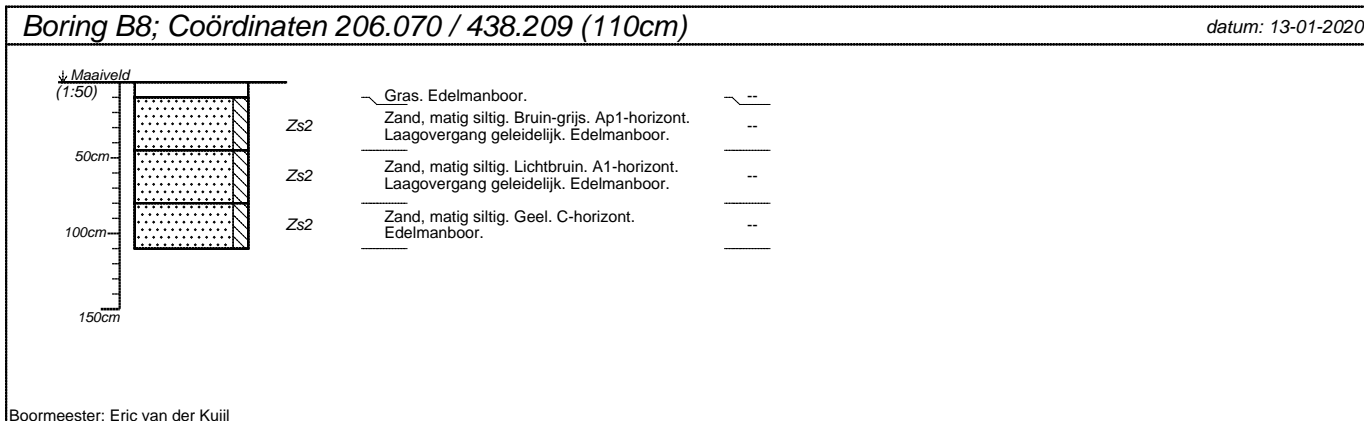 Boring B8; Coördinaten 206.070 / 438.209 (110cm)
datum: 13-01-2020
Maaiveld
(1:50)
Gras. Edelmanboor.
--
Zs2
Zand, matig siltig. Bruin-grijs. Ap1-horizont.
Laagovergang geleidelijk. Edelmanboor.
--
50cm
Zs2
Zand, matig siltig. Lichtbruin. A1-horizont.
Laagovergang geleidelijk. Edelmanboor.
--
Zs2
Zand, matig siltig. Geel. C-horizont.
Edelmanboor.
--
100cm
150cm
Boormeester: Eric van der Kuijl